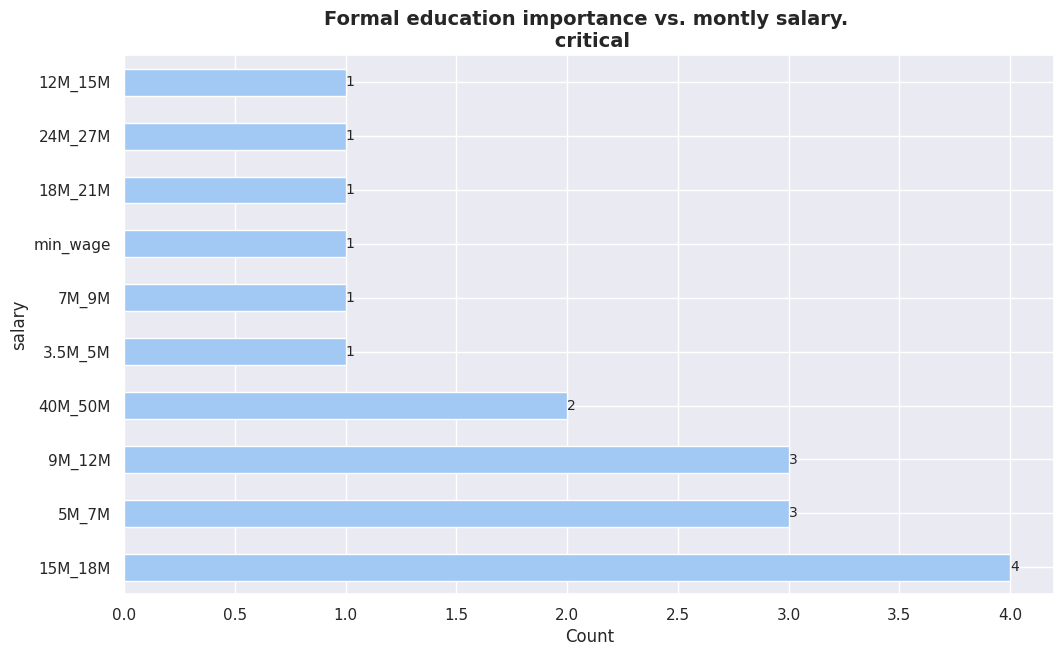 Formal education importance vs. montly salary.
critical
12M_15M
1
24M_27M
1
18M_21M
1
min_wage
1
7M_9M
1
3.5M_5M
1
40M_50M
2
9M_12M
3
5M_7M
3
15M_18M
4
salary
0.0 0.5 1.0 1.5 2.0 2.5 3.0 3.5 4.0
Count